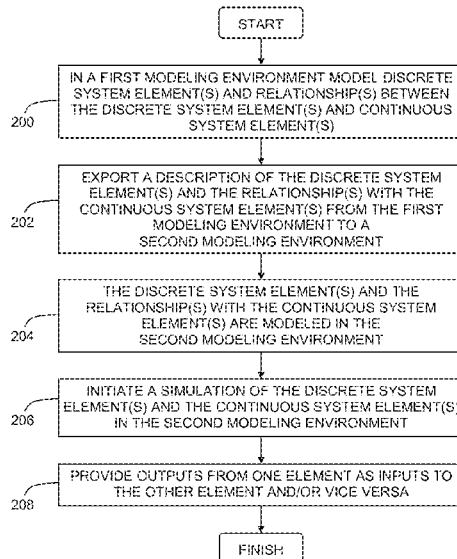 START
IN A FIRST MODELING ENVIRONMENT MODEL DISCRETE
SYSTEM ELEMENT(S) AND RELATIONSHIP(S) BETWEEN
THE DISCRETE SYSTEM ELEMENT(S) AND CONTINUOUS
SYSTEM ELEMENT(S)
200
EXPORT A DESCRIPTION OF THE DISCRETE SYSTEM
ELEMENT(S) AND THE RELATIONSHIP(S) WITH THE
CONTINUOUS SYSTEM ELEMENT(S) FROM THE FIRST
MODELING ENVIRONMENT TO A
SECOND MODELING ENVIRONMENT
202
THE DISCRETE SYSTEM ELEMENT(S) AND THE
RELATIONSHIP(S) WITH THE CONTINUOUS SYSTEM
ELEMENT(S) ARE MODELED IN THE
SECOND MODELING ENVIRONMENT
204
INITIATE A SIMULATION OF THE DISCRETE SYSTEM
ELEMENT(S) AND THE CONTINUOUS SYSTEM ELEMENT(S)
IN THE SECOND MODELING ENVIRONMENT
206
PROVIDE OUTPUTS FROM ONE ELEMENT AS INPUTS TO
THE OTHER ELEMENT AND/OR VICE VERSA
208
FINISH